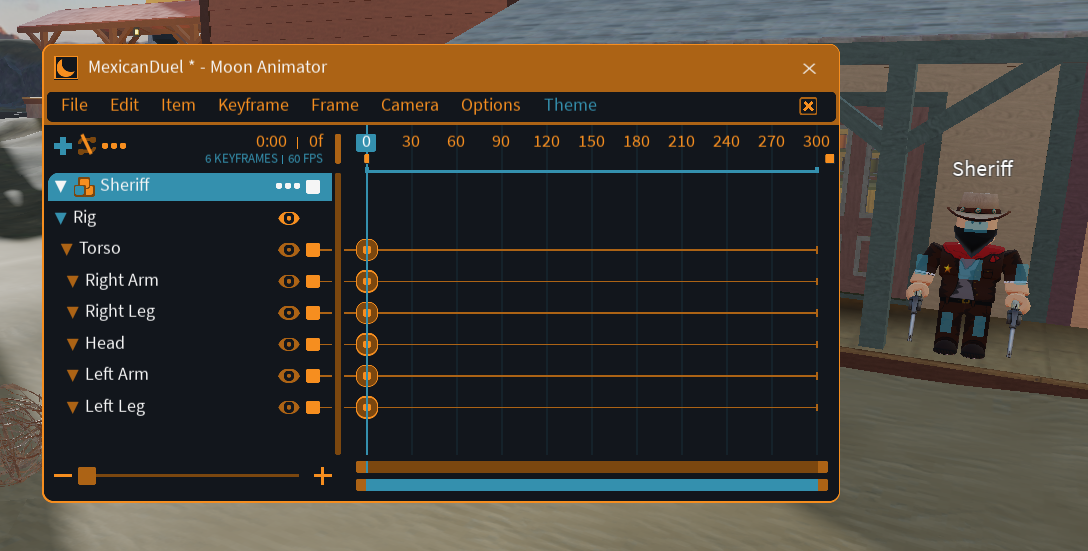 MexicanDuel * - Moon Animator
File Edit Item Keyframe Frame Camera Options Theme
0:00 | 0f
6 KEYFRAMES | 60 FPS
0 30 60 90 120 150 180 210 240 270 300
Sheriff
Rig
Torso
Right Arm
Right Leg
Head
Left Arm
Left Leg
Sheriff